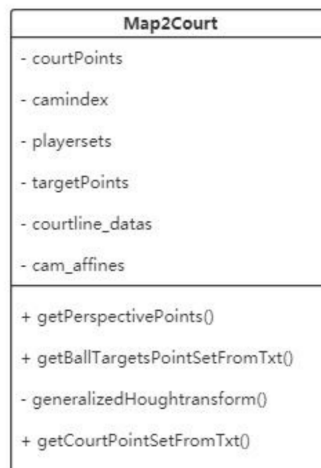 Map2Court
- courtPoints
- camindex
- playersets
- targetPoints
- courtline_datas
- cam_affines
+ getPerspectivePoints()
+ getBallTargetsPointSetFromTxt()
- generalizedHoughtransform()
+ getCourtPointSetFromTxt()